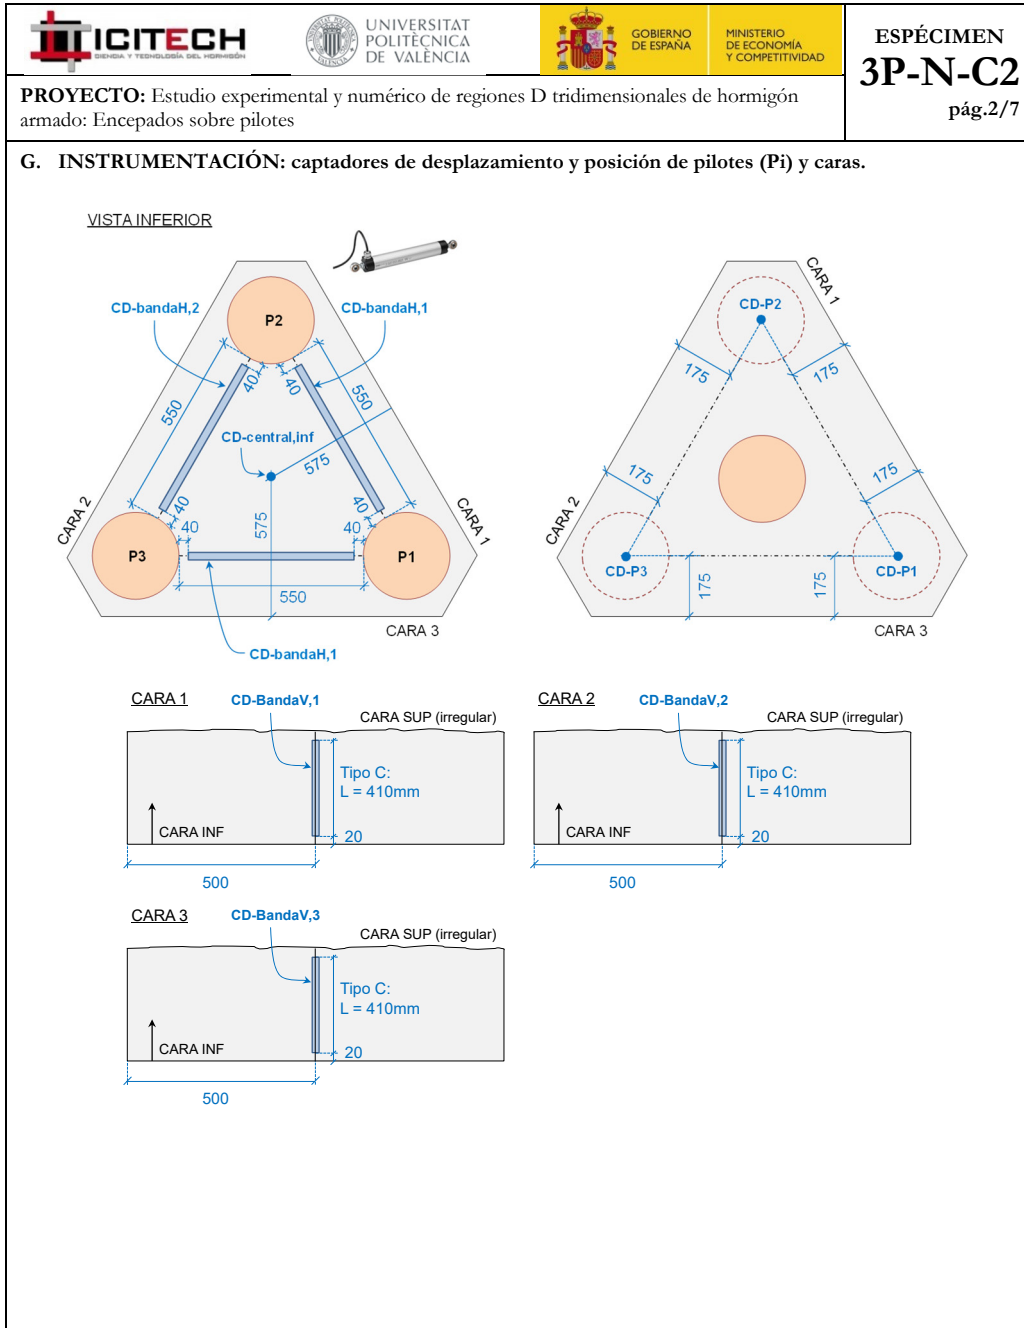 ICITECH
CIENCIA Y TECNOLOGÍA DEL HORMIGÓN
UNIVERSITAT
POLITÈCNICA
DE VALÈNCIA
GOBIERNO
DE ESPAÑA
MINISTERIO
DE ECONOMÍA
Y COMPETITIVIDAD
ESPÉCIMEN
3P-N-C2
pág.2/7
PROYECTO: Estudio experimental y numérico de regiones D tridimensionales de hormigón
armado: Encepados sobre pilotes
G. INSTRUMENTACIÓN: captadores de desplazamiento y posición de pilotes (Pi) y caras.
VISTA INFERIOR
CD-bandaH,2
P2
CD-bandaH,1
40
40
550
550
CD-central,inf
575
575
CARA 2
40
40
40
40
CARA 1
P3
P1
550
CARA 3
CD-bandaH,1
CARA 1
CD-P2
175
175
175
175
CARA 2
CD-P3
CD-P1
175
175
CARA 3
CARA 1
CD-BandaV,1
CARA SUP (irregular)
Tipo C:
L = 410mm
CARA INF
20
500
CARA 2
CD-BandaV,2
CARA SUP (irregular)
Tipo C:
L = 410mm
CARA INF
20
500
CARA 3
CD-BandaV,3
CARA SUP (irregular)
Tipo C:
L = 410mm
CARA INF
20
500